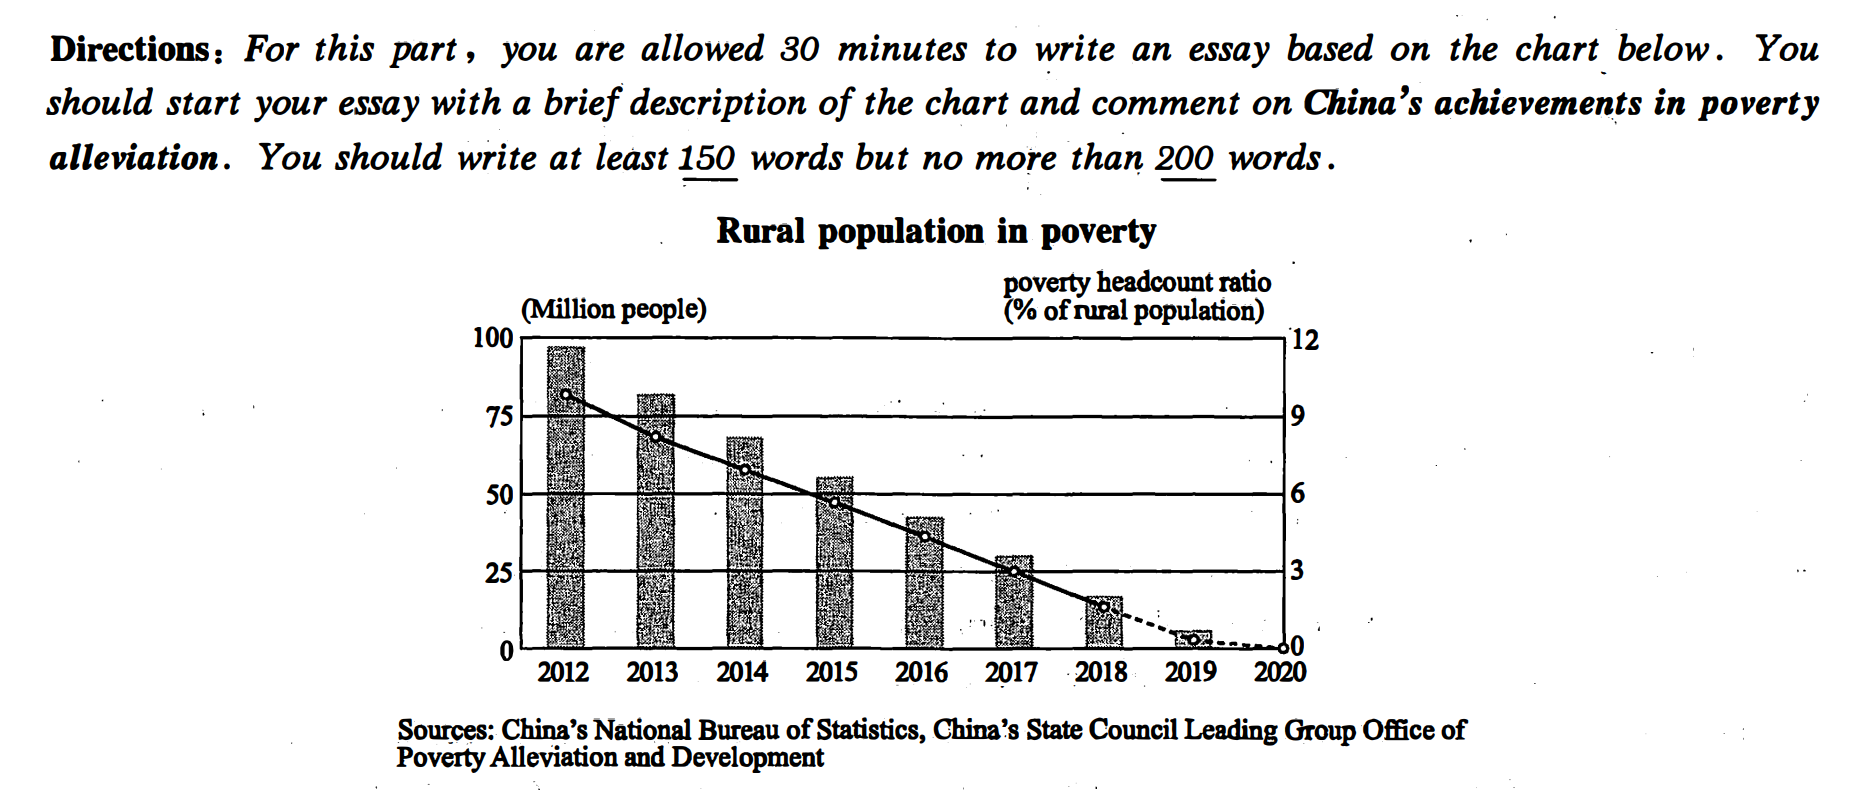 Directions: For this part, you are allowed 30 minutes to write an essay based on the chart below. You
should start your essay with a brief description of the chart and comment on China's achievements in poverty
alleviation. You should write at least 150 words but no more than 200 words.
Rural population in poverty
(Million people)
poverty headcount ratio
(% of rural population)
100
75
50
25
0
12
9
6
3
0
2012 2013 2014 2015 2016 2017 2018 2019 2020
Sources: China's National Bureau of Statistics, China's State Council Leading Group Office of
Poverty Alleviation and Development